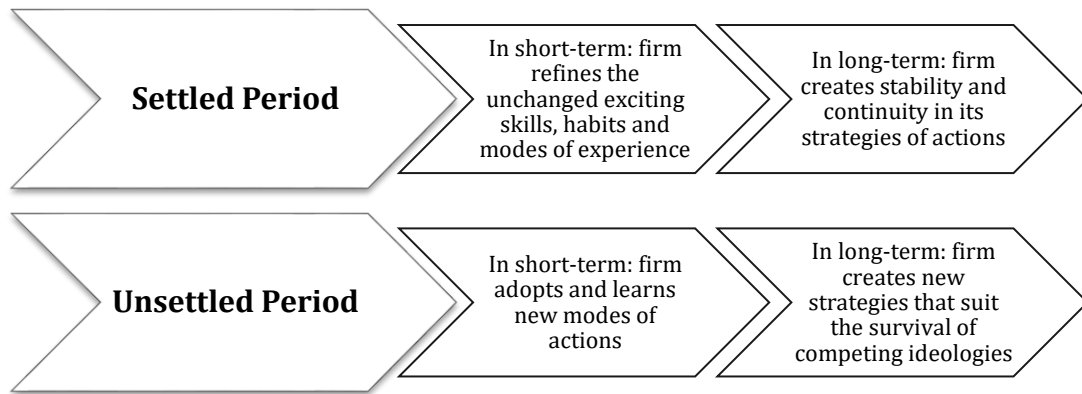 Settled Period
In short-term: firm
refines the
unchanged exciting
skills, habits and
modes of experience
In long-term: firm
creates stability and
continuity in its
strategies of actions
Unsettled Period
In short-term: firm
adopts and learns
new modes of
actions
In long-term: firm
creates new
strategies that suit
the survival of
competing ideologies